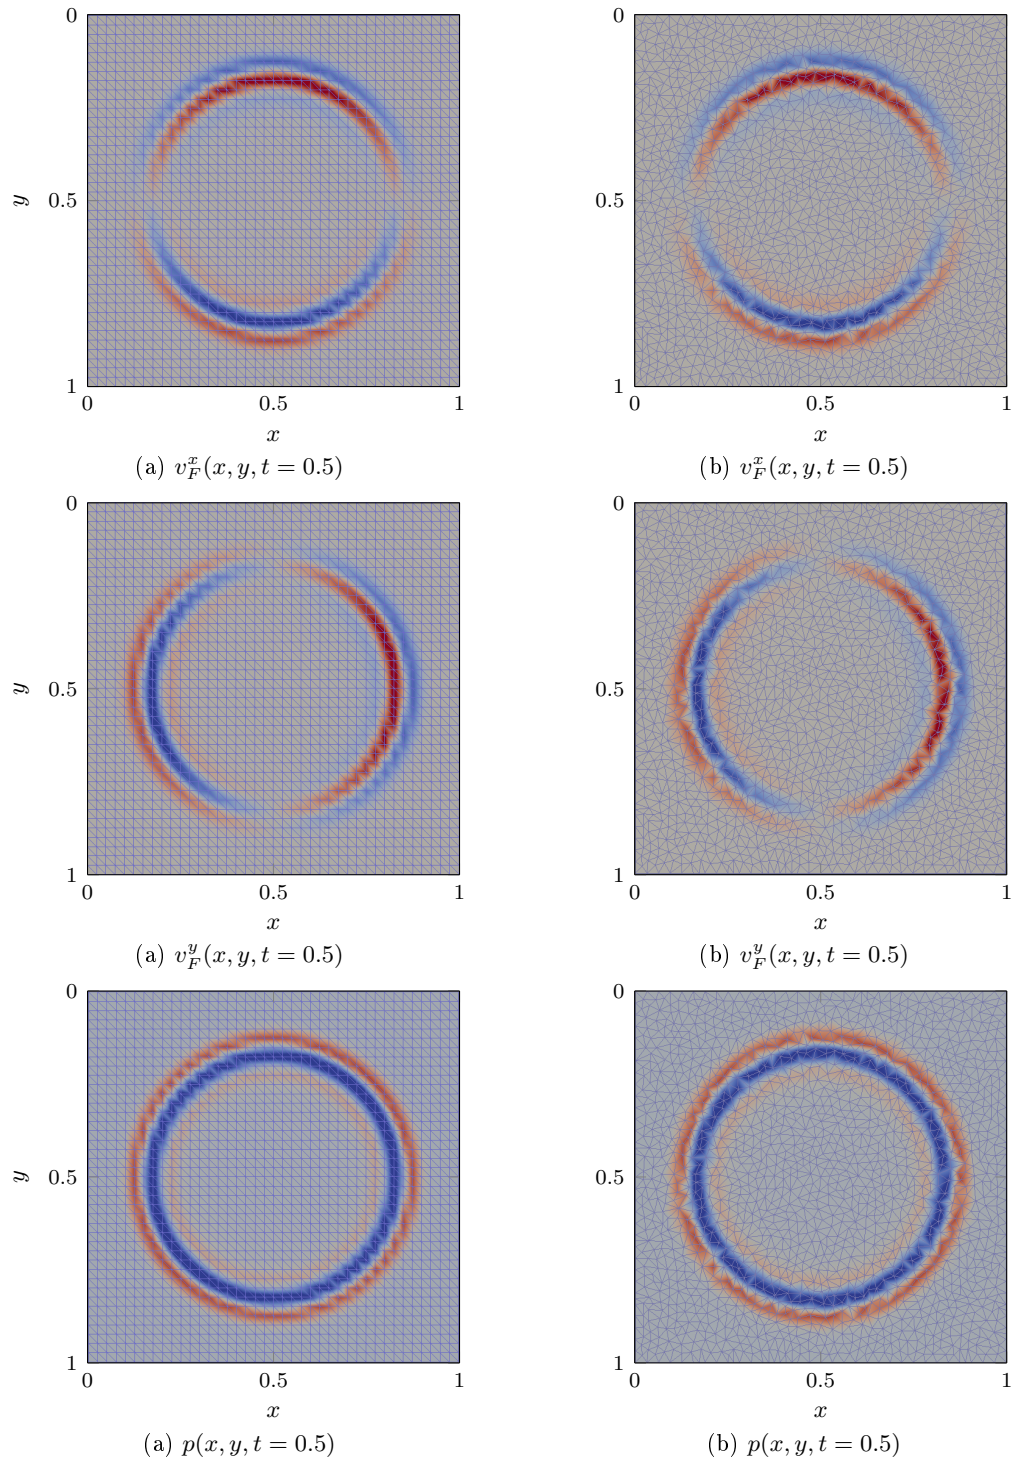 0 0
y 0.5 0.5
1 1
0 0.5 1 0 0.5 1
x x
(a) v_F^x(x, y, t = 0.5) (b) v_F^x(x, y, t = 0.5)
0 0
y 0.5 0.5
1 1
0 0.5 1 0 0.5 1
x x
(a) v_F^y(x, y, t = 0.5) (b) v_F^y(x, y, t = 0.5)
0 0
y 0.5 0.5
1 1
0 0.5 1 0 0.5 1
x x
(a) p(x, y, t = 0.5) (b) p(x, y, t = 0.5)